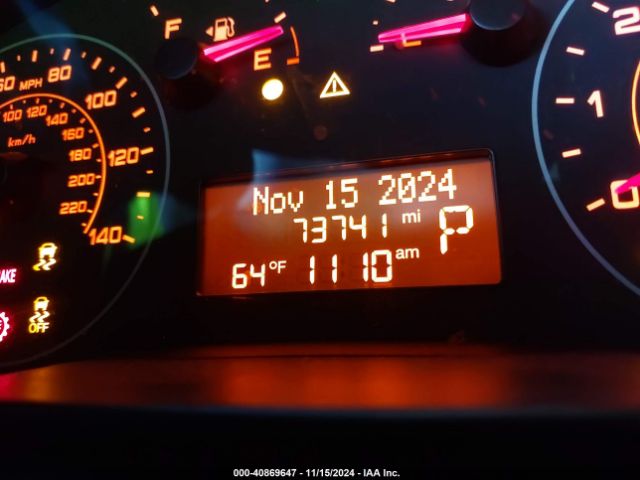 F
E
C
60 MPH 80
100
120
140
100 120
140
160
180
200
220
km/h
2
1
0
Nov 15 2024
73741 mi P
64°F 11 10 am
AKE
OFF
000-40869647 - 11/15/2024 - IAA Inc.